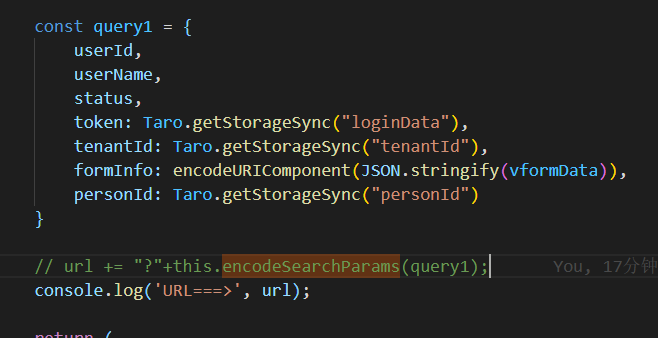 const query1 = {
userId,
userName,
status,
token: Taro.getStorageSync("loginData"),
tenantId: Taro.getStorageSync("tenantId"),
formInfo: encodeURIComponent(JSON.stringify(vformData)),
personId: Taro.getStorageSync("personId")
}
// url += "?"+this.encodeSearchParams(query1); You, 17分钟
console.log('URL===>', url);
return (